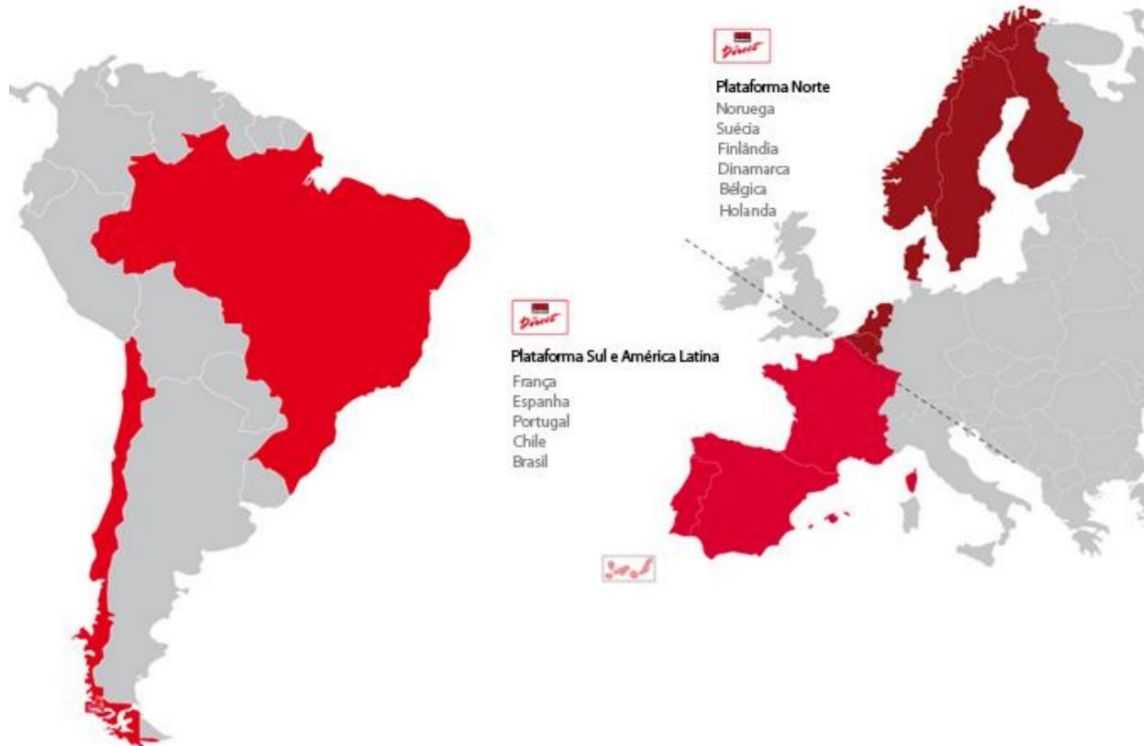 Direct
Plataforma Norte
Noruega
Suécia
Finlândia
Dinamarca
Bélgica
Holanda
Direct
Plataforma Sul e América Latina
França
Espanha
Portugal
Chile
Brasil